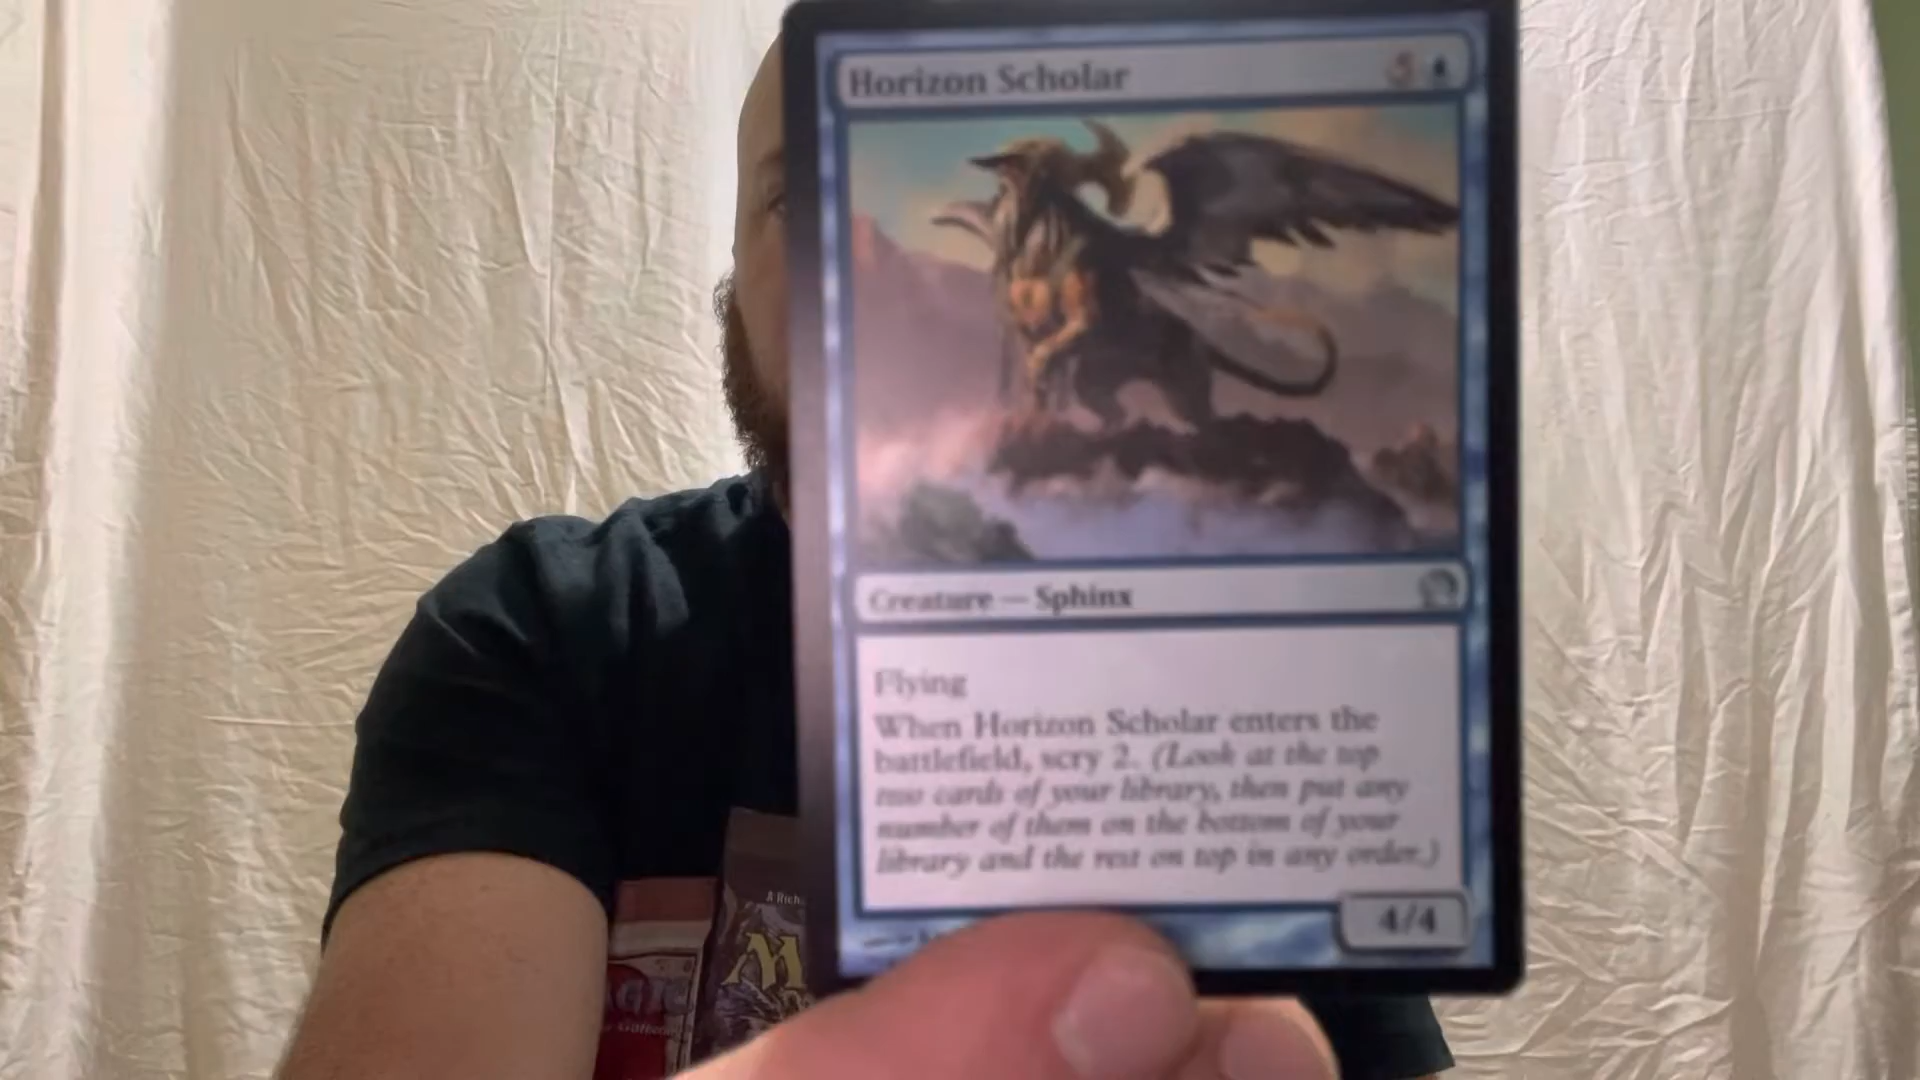 Horizon Scholar 5
Creature — Sphinx
Flying
When Horizon Scholar enters the
battlefield, scry 2. (Look at the top
two cards of your library, then put any
number of them on the bottom of your
library and the rest on top in any order.)
4/4
A Rich
M